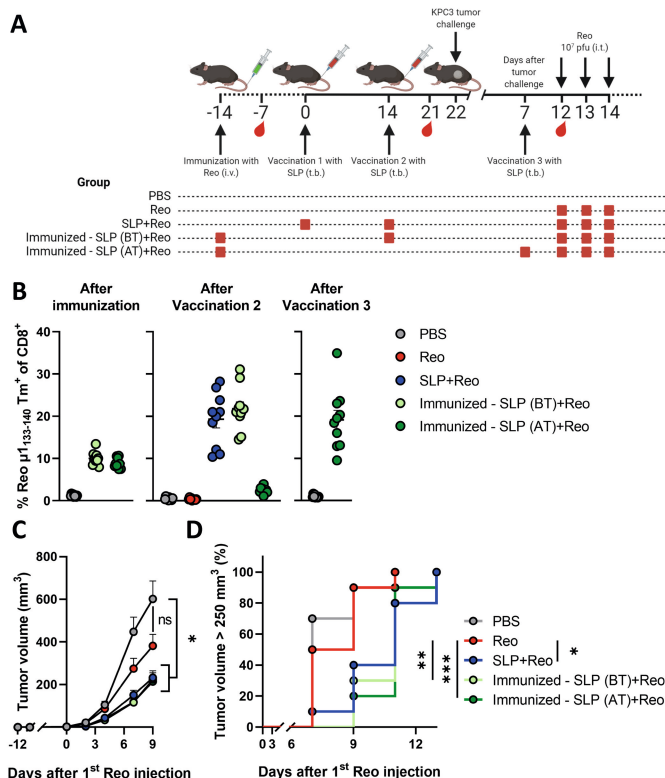 A
KPC3 tumor
challenge
Reo
10⁷ pfu (i.t.)
Days after
tumor
challenge
-14 -7 0 14 21 22 7 12 13 14
Immunization with
Reo (i.v.)
Vaccination 1 with
SLP (t.b.)
Vaccination 2 with
SLP (t.b.)
Vaccination 3 with
SLP (t.b.)
Group
PBS
Reo
SLP+Reo
Immunized - SLP (BT)+Reo
Immunized - SLP (AT)+Reo
B
After
immunization
After
Vaccination 2
After
Vaccination 3
% Reo μ1₁₃₃₋₁₄₀ Tm⁺ of CD8⁺
40
30
20
10
0
PBS
Reo
SLP+Reo
Immunized - SLP (BT)+Reo
Immunized - SLP (AT)+Reo
C
Tumor volume (mm³)
800
600
400
200
-12 0 3 6 9
Days after 1ˢᵗ Reo injection
ns
*
D
Tumor volume > 250 mm³ (%)
100
80
60
40
20
0
0 3 6 9 12
Days after 1ˢᵗ Reo injection
PBS
Reo
SLP+Reo
Immunized - SLP (BT)+Reo
Immunized - SLP (AT)+Reo
**
***
*